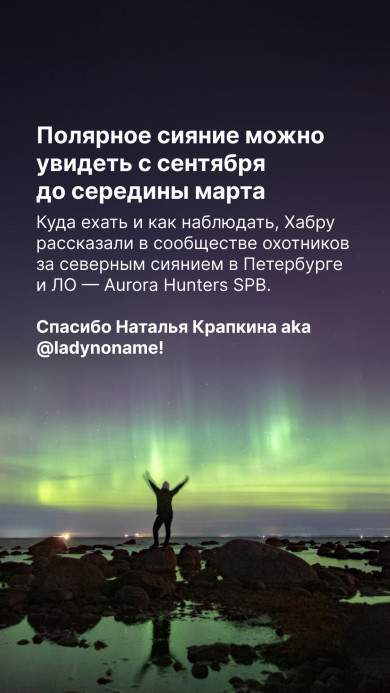 Полярное сияние можно
увидеть с сентября
до середины марта
Куда ехать и как наблюдать, Хабру
рассказали в сообществе охотников
за северным сиянием в Петербурге
и ЛО — Aurora Hunters SPB.
Спасибо Наталья Крапкина aka
@ladynoname!